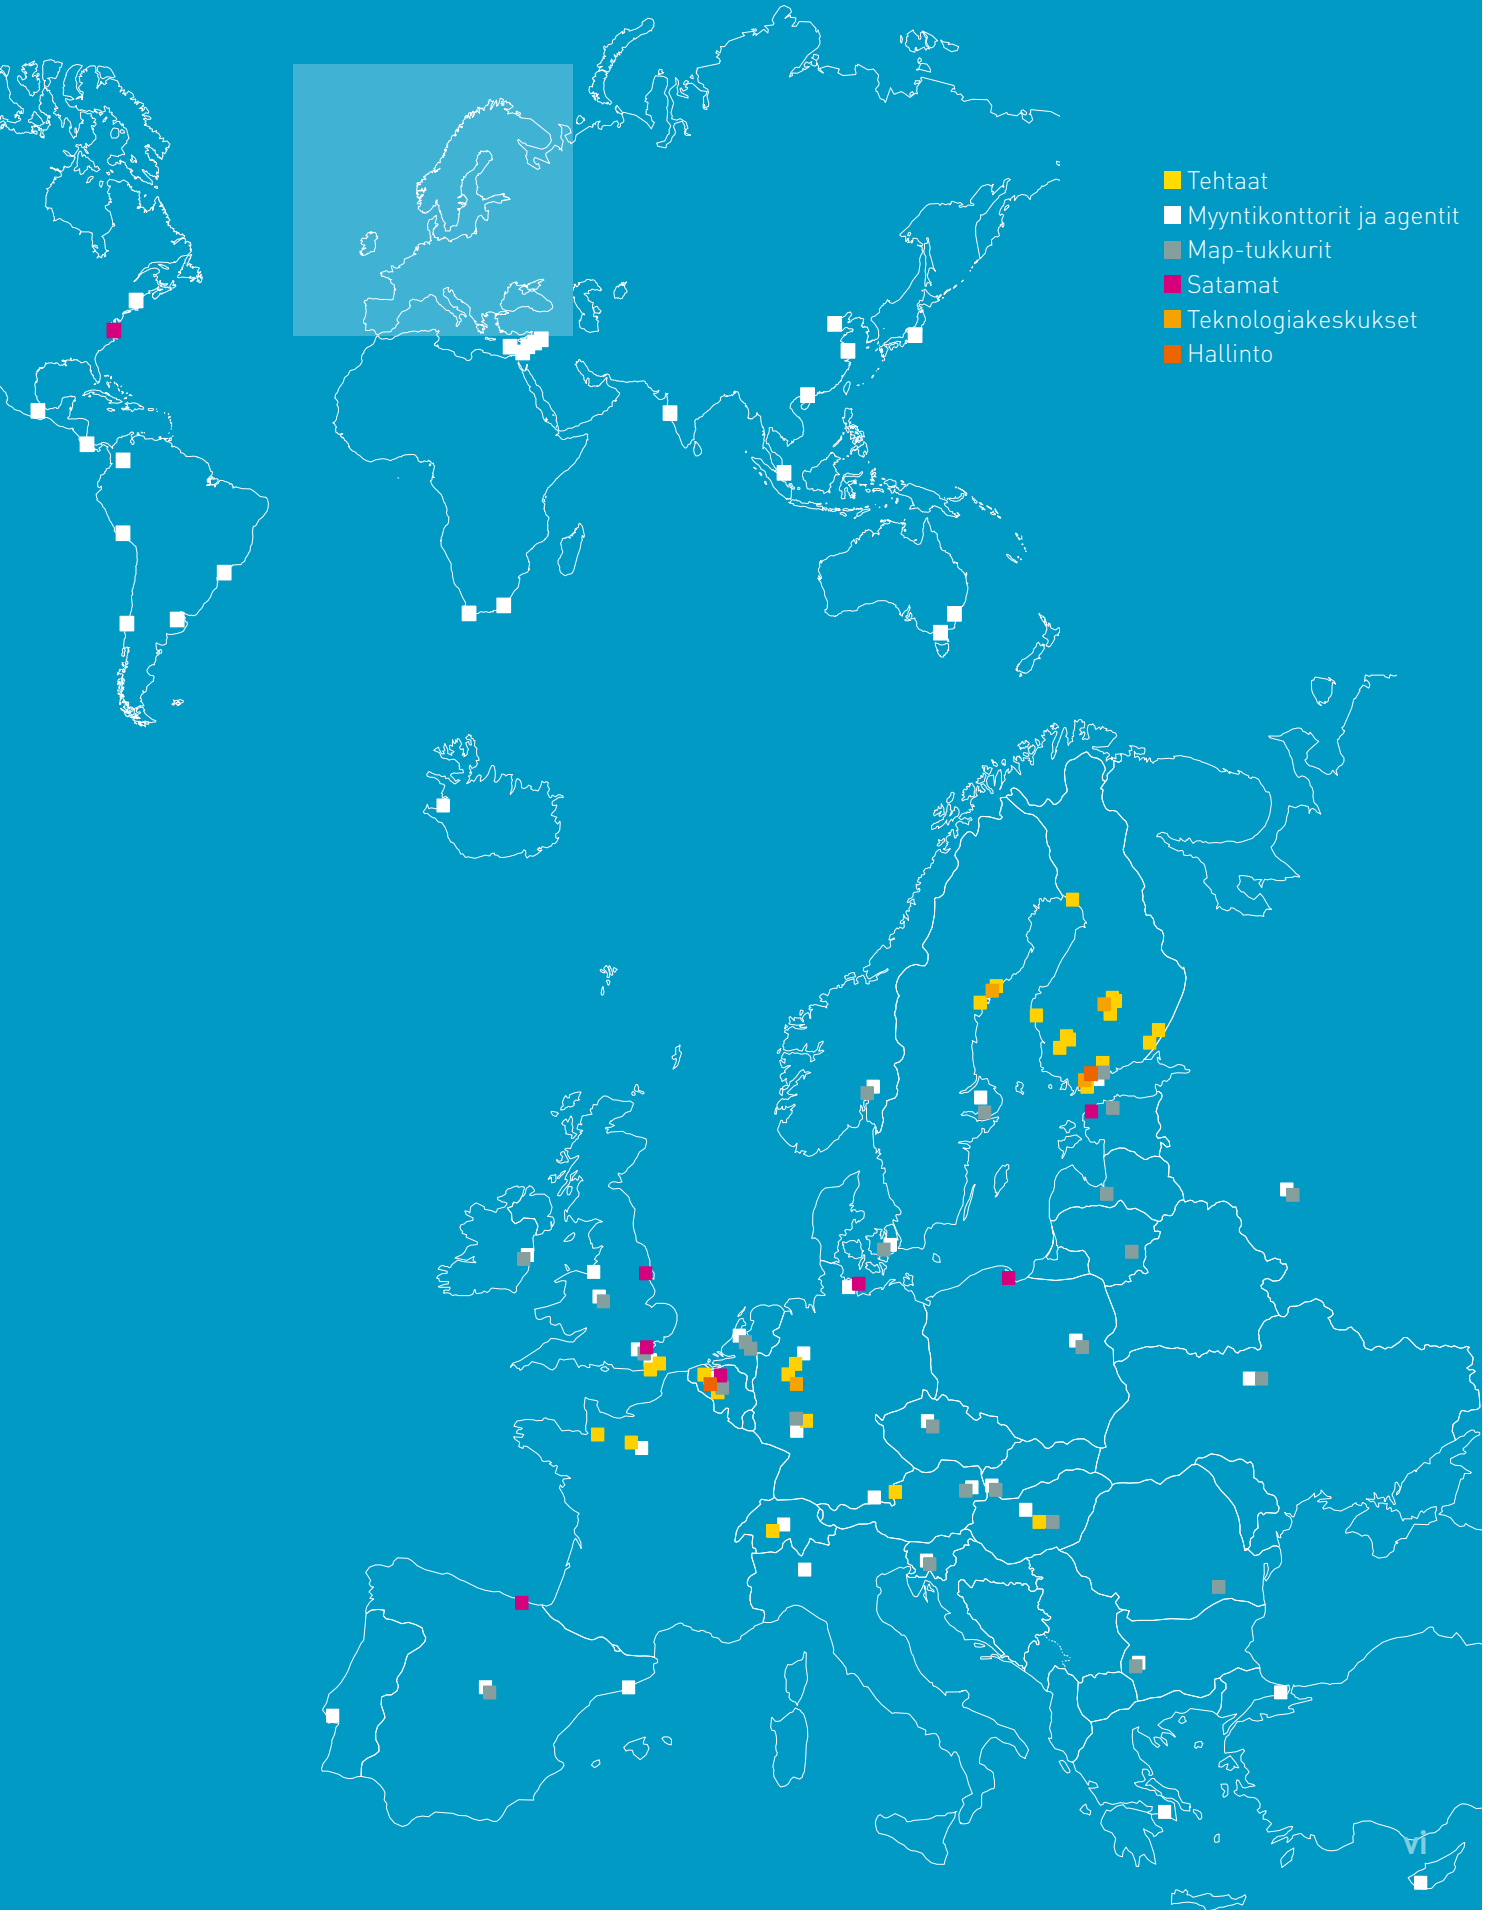 Tehtaat
Myyntikonttorit ja agentit
Map-tukkurit
Satamat
Teknologiakeskukset
Hallinto
vi